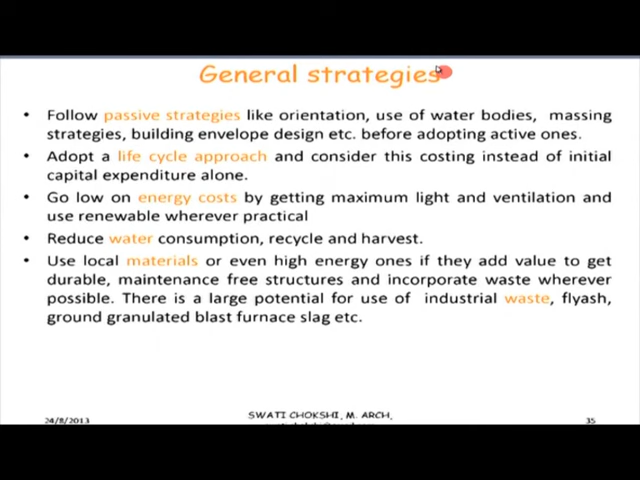 General strategies
• Follow passive strategies like orientation, use of water bodies, massing
strategies, building envelope design etc. before adopting active ones.
• Adopt a life cycle approach and consider this costing instead of initial
capital expenditure alone.
• Go low on energy costs by getting maximum light and ventilation and
use renewable wherever practical
• Reduce water consumption, recycle and harvest.
• Use local materials or even high energy ones if they add value to get
durable, maintenance free structures and incorporate waste wherever
possible. There is a large potential for use of industrial waste, flyash,
ground granulated blast furnace slag etc.
24/8/2013
SWATI CHOKSHI, M. ARCH,
35